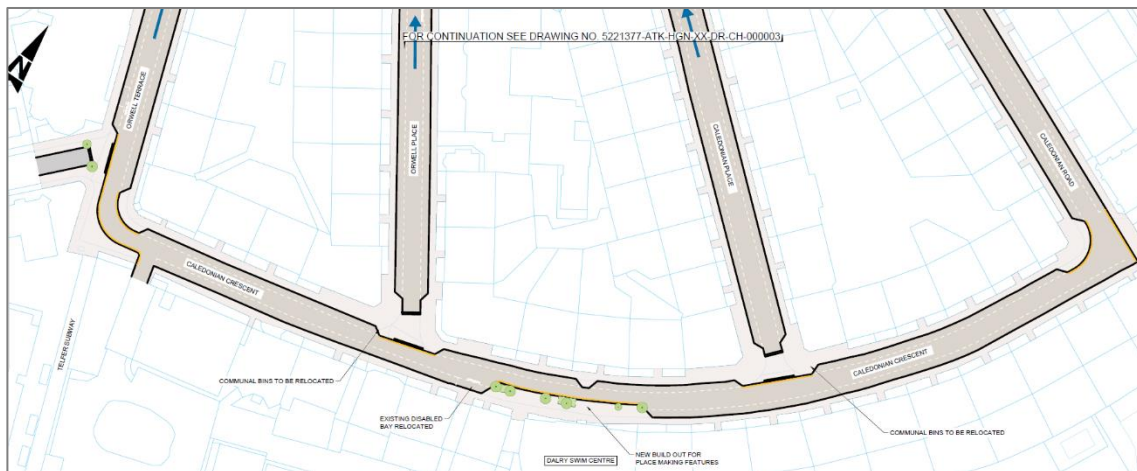 FOR CONTINUATION SEE DRAWING NO. 5221377-ATK-HGN-XX-DR-CH-000003
N
ORWELL TERRACE
ORWELL PLACE
CALEDONIAN PLACE
CALEDONIAN ROAD
CALEDONIAN CRESCENT
TELFER SUBWAY
COMMUNAL BINS TO BE RELOCATED
CALEDONIAN CRESCENT
EXISTING DISABLED
BAY RELOCATED
COMMUNAL BINS TO BE RELOCATED
DALRY SWIM CENTRE
NEW BUILD OUT FOR
PLACE MAKING FEATURES